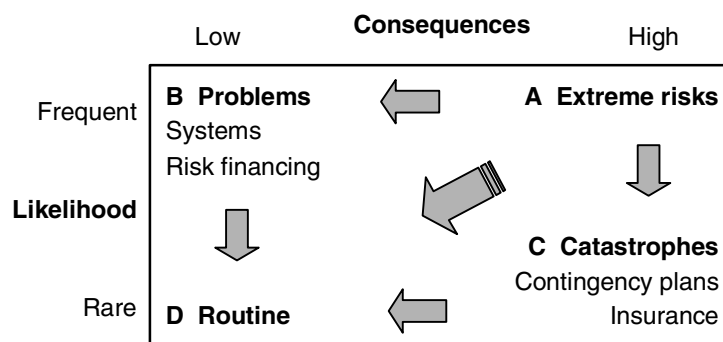 Consequences
Low
High
Frequent
B Problems
A Extreme risks
Systems
Risk financing
Likelihood
C Catastrophes
Contingency plans
Rare
D Routine
Insurance